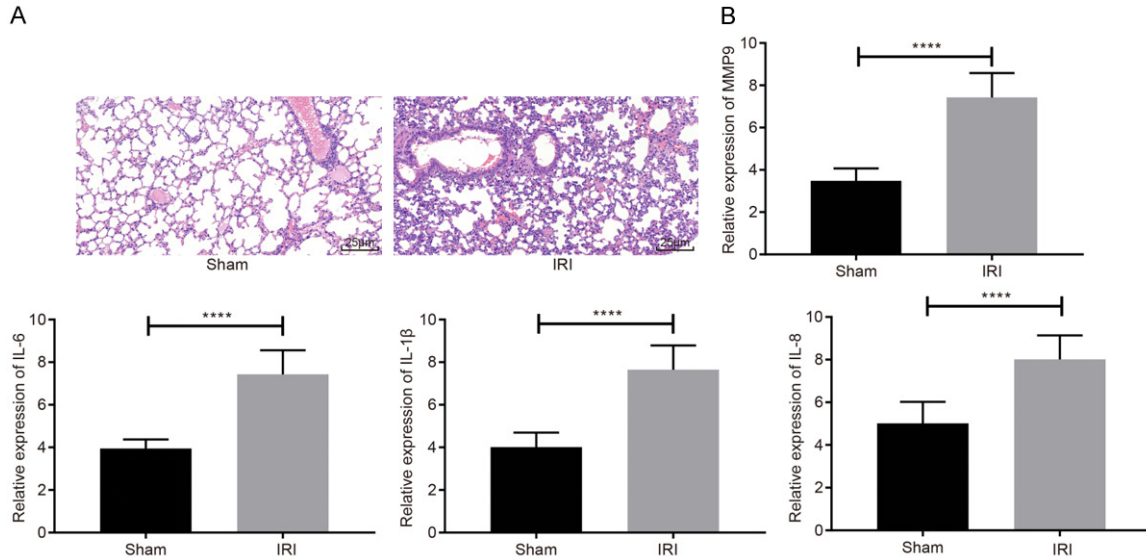 A
25μm
Sham
25μm
IRI
B
Relative expression of MMP9
10
8
6
4
2
0
****
Sham
IRI
Relative expression of IL-6
10
8
6
4
2
0
****
Sham
IRI
Relative expression of IL-1β
10
8
6
4
2
0
****
Sham
IRI
Relative expression of IL-8
10
8
6
4
2
0
****
Sham
IRI